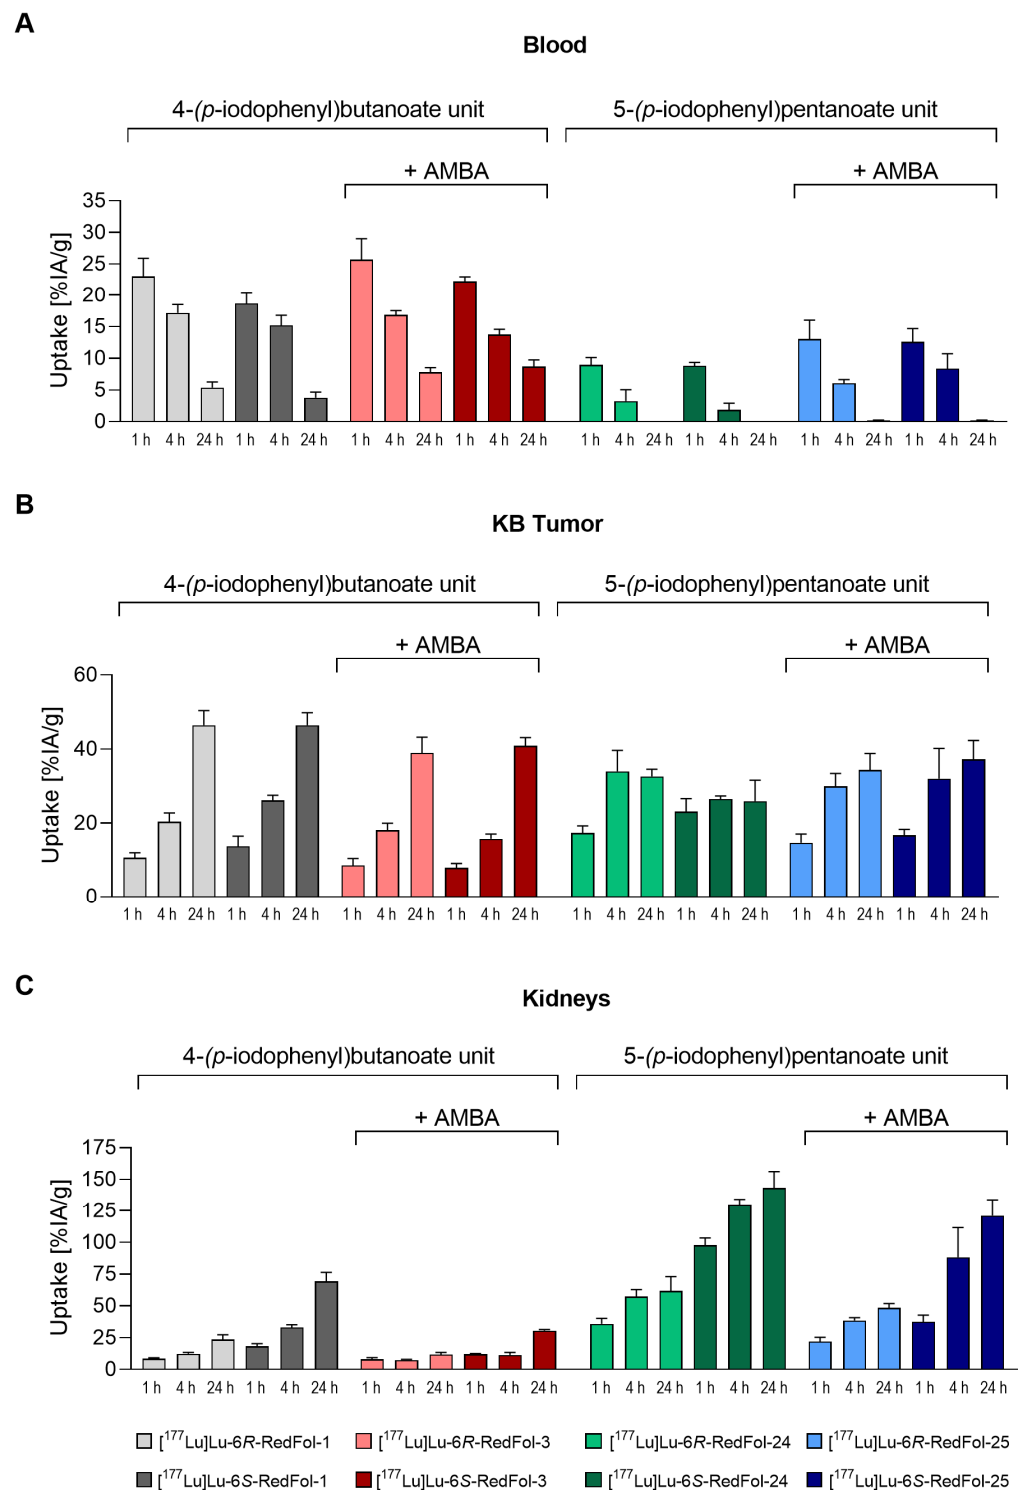 A
Blood
4-(p-iodophenyl)butanoate unit 5-(p-iodophenyl)pentanoate unit
+ AMBA + AMBA
Uptake [%IA/g]
35
30
25
20
15
10
5
0
1 h 4 h 24 h 1 h 4 h 24 h 1 h 4 h 24 h 1 h 4 h 24 h 1 h 4 h 24 h 1 h 4 h 24 h 1 h 4 h 24 h 1 h 4 h 24 h
B
KB Tumor
4-(p-iodophenyl)butanoate unit 5-(p-iodophenyl)pentanoate unit
+ AMBA + AMBA
Uptake [%IA/g]
60
40
20
0
1 h 4 h 24 h 1 h 4 h 24 h 1 h 4 h 24 h 1 h 4 h 24 h 1 h 4 h 24 h 1 h 4 h 24 h 1 h 4 h 24 h 1 h 4 h 24 h
C
Kidneys
4-(p-iodophenyl)butanoate unit 5-(p-iodophenyl)pentanoate unit
+ AMBA + AMBA
Uptake [%IA/g]
175
150
125
100
75
50
25
0
1 h 4 h 24 h 1 h 4 h 24 h 1 h 4 h 24 h 1 h 4 h 24 h 1 h 4 h 24 h 1 h 4 h 24 h 1 h 4 h 24 h 1 h 4 h 24 h
[¹⁷⁷Lu]Lu-6R-RedFol-1 [¹⁷⁷Lu]Lu-6R-RedFol-3 [¹⁷⁷Lu]Lu-6R-RedFol-24 [¹⁷⁷Lu]Lu-6R-RedFol-25
[¹⁷⁷Lu]Lu-6S-RedFol-1 [¹⁷⁷Lu]Lu-6S-RedFol-3 [¹⁷⁷Lu]Lu-6S-RedFol-24 [¹⁷⁷Lu]Lu-6S-RedFol-25